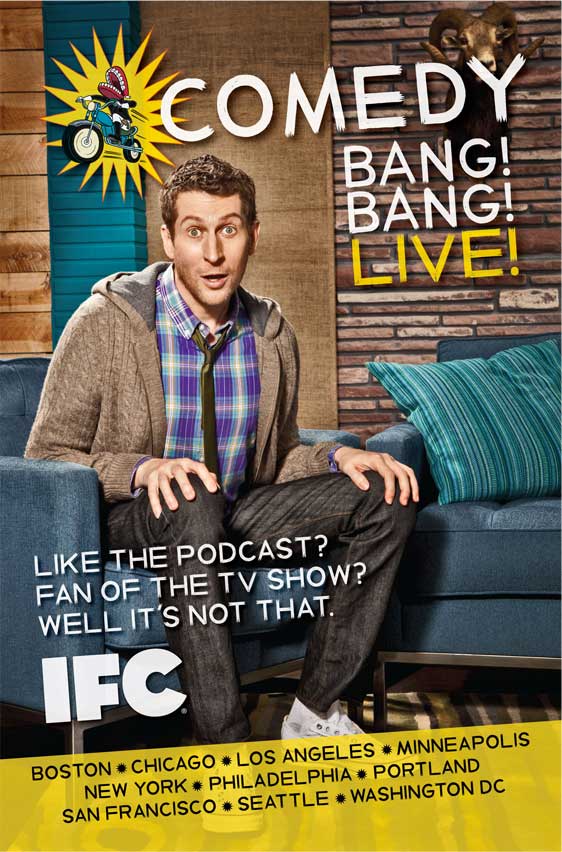 COMEDY
BANG!
BANG!
LIVE!
LIKE THE PODCAST?
FAN OF THE TV SHOW?
WELL IT'S NOT THAT.
IFC®
BOSTON ✹ CHICAGO ✹ LOS ANGELES ✹ MINNEAPOLIS
NEW YORK ✹ PHILADELPHIA ✹ PORTLAND
SAN FRANCISCO ✹ SEATTLE ✹ WASHINGTON DC